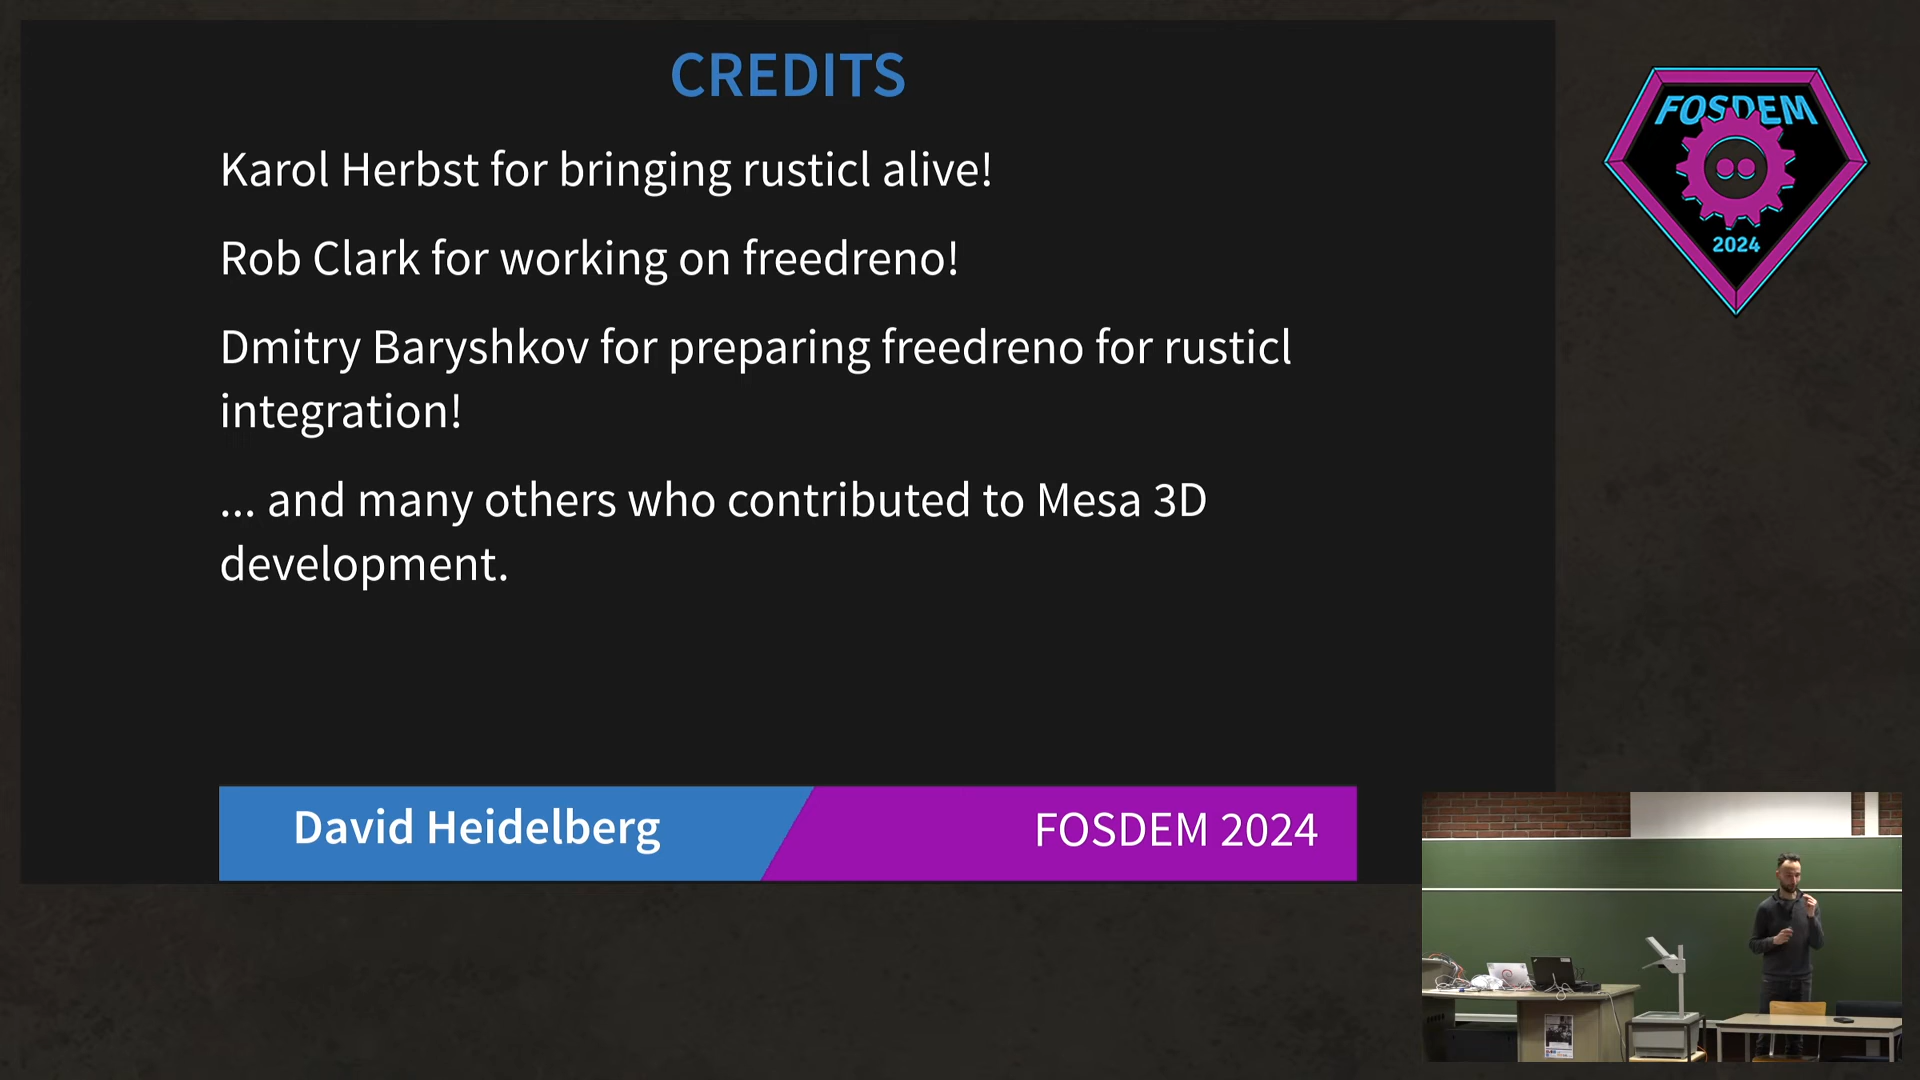 CREDITS
Karol Herbst for bringing rusticl alive!
Rob Clark for working on freedreno!
Dmitry Baryshkov for preparing freedreno for rusticl
integration!
... and many others who contributed to Mesa 3D
development.
David Heidelberg
FOSDEM 2024
FOSDEM
2024